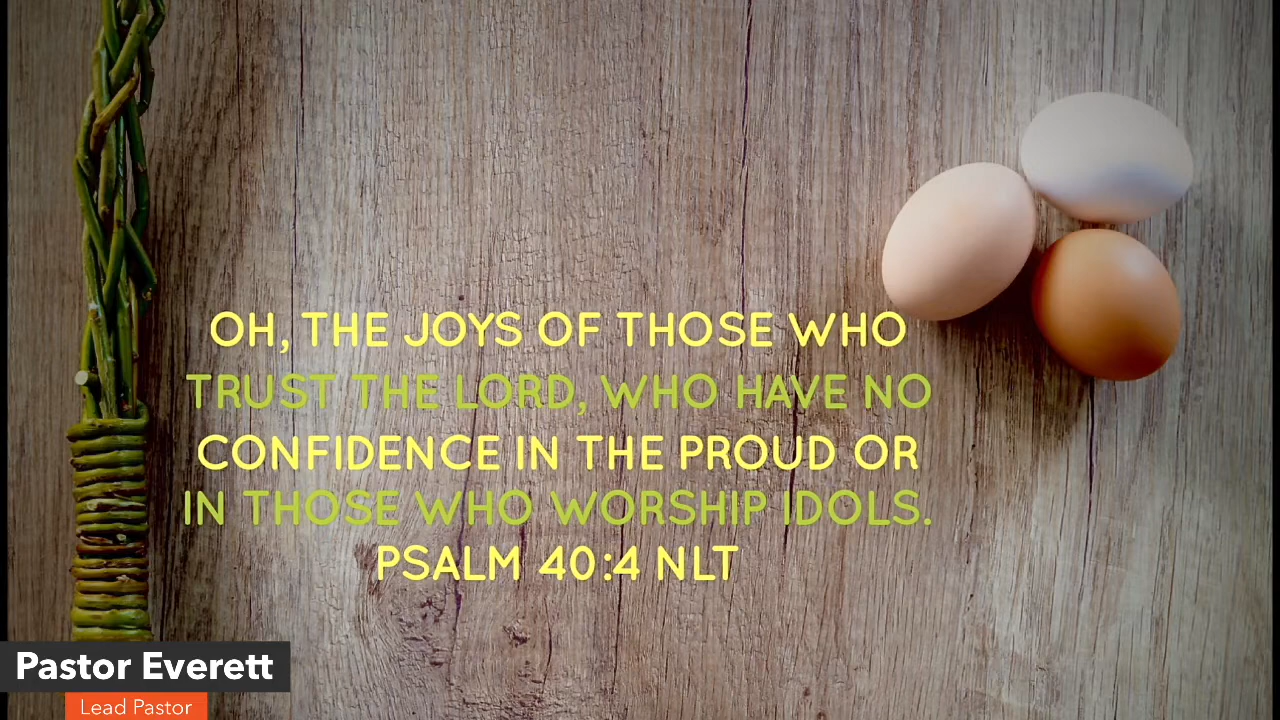 OH, THE JOYS OF THOSE WHO
TRUST THE LORD, WHO HAVE NO
CONFIDENCE IN THE PROUD OR
IN THOSE WHO WORSHIP IDOLS.
PSALM 40:4 NLT
Pastor Everett
Lead Pastor